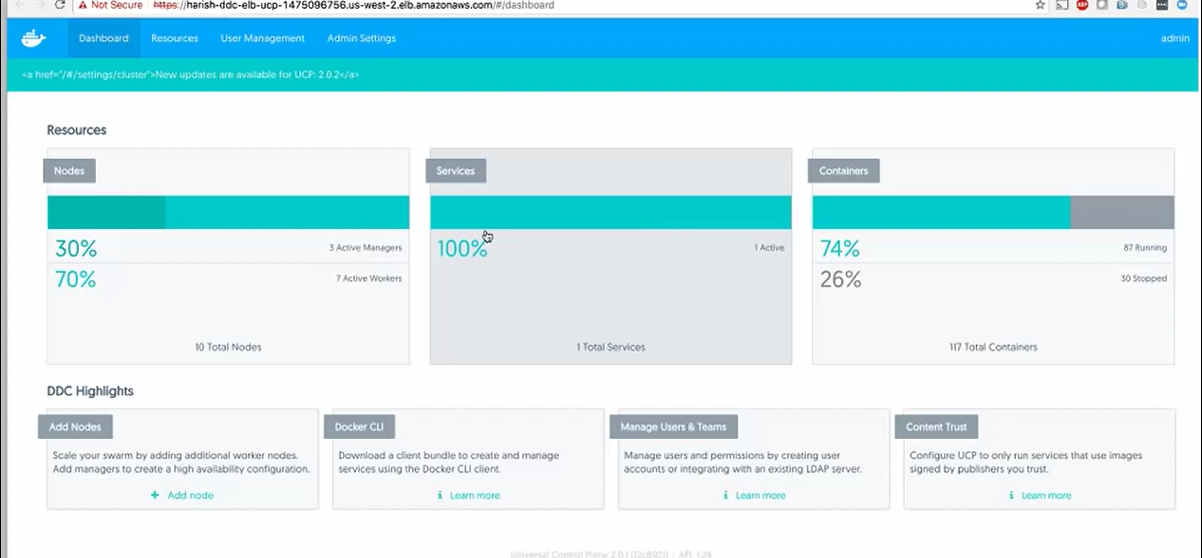 Not Secure https://harish-ddc-elb-ucp-1475096756.us-west-2.elb.amazonaws.com/#/dashboard
Dashboard Resources User Management Admin Settings admin
<a href="/#/settings/cluster">New updates are available for UCP: 2.0.2</a>
Resources
Nodes
30% 3 Active Managers
70% 7 Active Workers
10 Total Nodes
Services
100% 1 Active
1 Total Services
Containers
74% 87 Running
26% 30 Stopped
117 Total Containers
DDC Highlights
Add Nodes
Scale your swarm by adding additional worker nodes.
Add managers to create a high availability configuration.
+ Add node
Docker CLI
Download a client bundle to create and manage
services using the Docker CLI client.
i Learn more
Manage Users & Teams
Manage users and permissions by creating user
accounts or integrating with an existing LDAP server.
i Learn more
Content Trust
Configure UCP to only run services that use images
signed by publishers you trust.
i Learn more
Universal Control Plane 2.0.1 | API: 1.24